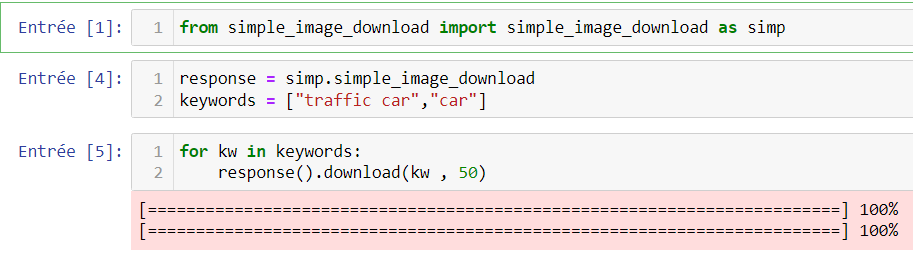 Entrée [1]: 1 from simple_image_download import simple_image_download as simp
Entrée [4]: 1 response = simp.simple_image_download
2 keywords = ["traffic car","car"]
Entrée [5]: 1 for kw in keywords:
2     response().download(kw , 50)
[=========================================================================] 100%
[=========================================================================] 100%